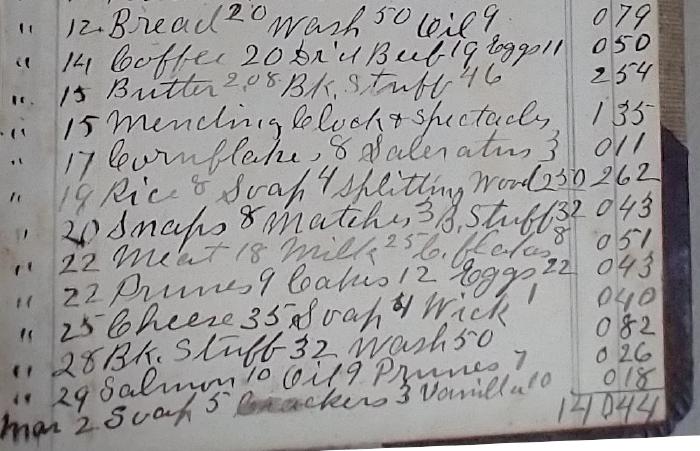 " 12 Bread 20 Wash 50 Oil 9 0 79
" 14 Coffee 20 Dr'd Beef 19 Eggs 11 0 50
" 15 Butter 2,08 Bk. Stuff 46 2 54
" 15 Mending Clock & spectacles 1 35
" 17 Cornflakes 8 Saleratus 3 0 11
" 19 Rice 8 Soap 4 Splitting Wood 250 2 62
" 20 Snaps 8 Matches 3 B. Stuff 32 0 43
" 22 Meat 18 Milk 25 C. flakes 8 0 51
" 22 Prunes 9 Cakes 12 Eggs 22 0 43
" 25 Cheese 35 Soap 4 Wick 1 0 40
" 28 Bk. Stuff 32 Wash 50 0 82
" 29 Salmon 10 Oil 9 Prunes 7 0 26
Mar 2 Soap 5 Crackers 3 Vanilla 10 0 18
140 44